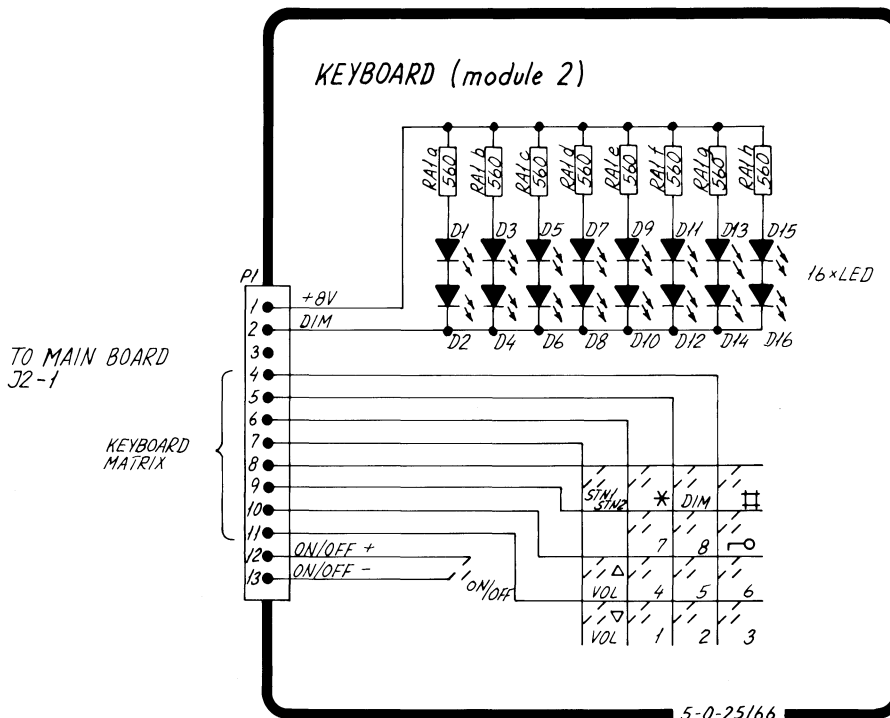 KEYBOARD (module 2)
RA1a RA1b RA1c RA1d RA1e RA1f RA1g RA1h
560 560 560 560 560 560 560 560
D1 D3 D5 D7 D9 D11 D13 D15
16×LED
D2 D4 D6 D8 D10 D12 D14 D16
P1
1 +8V
2 DIM
3
4
5
6
7
8
9
10
11
12 ON/OFF +
13 ON/OFF -
TO MAIN BOARD
J2-1
KEYBOARD
MATRIX
ON/OFF
STN1/
STN2 * DIM #
7 8
△
VOL 4 5 6
▽
VOL 1 2 3
5-0-25166